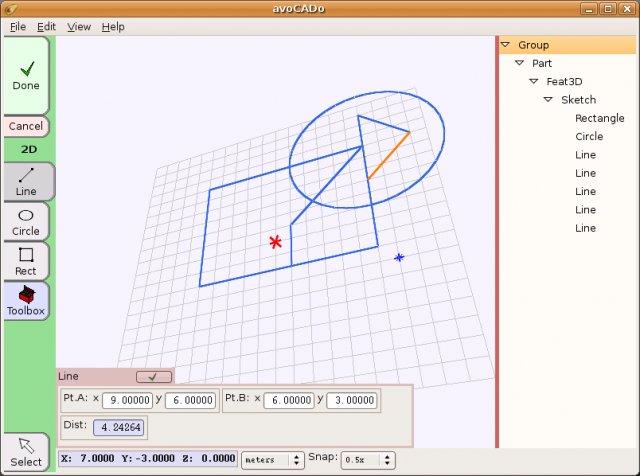 avoCADo
File Edit View Help
Done
Cancel
2D
Line
Circle
Rect
Toolbox
Select
Group
Part
Feat3D
Sketch
Rectangle
Circle
Line
Line
Line
Line
Line
Line
Pt.A: x 9.00000 y 6.00000 Pt.B: x 6.00000 y 3.00000
Dist: 4.24264
X: 7.0000 Y:-3.0000 Z: 0.0000 meters Snap: 0.5x